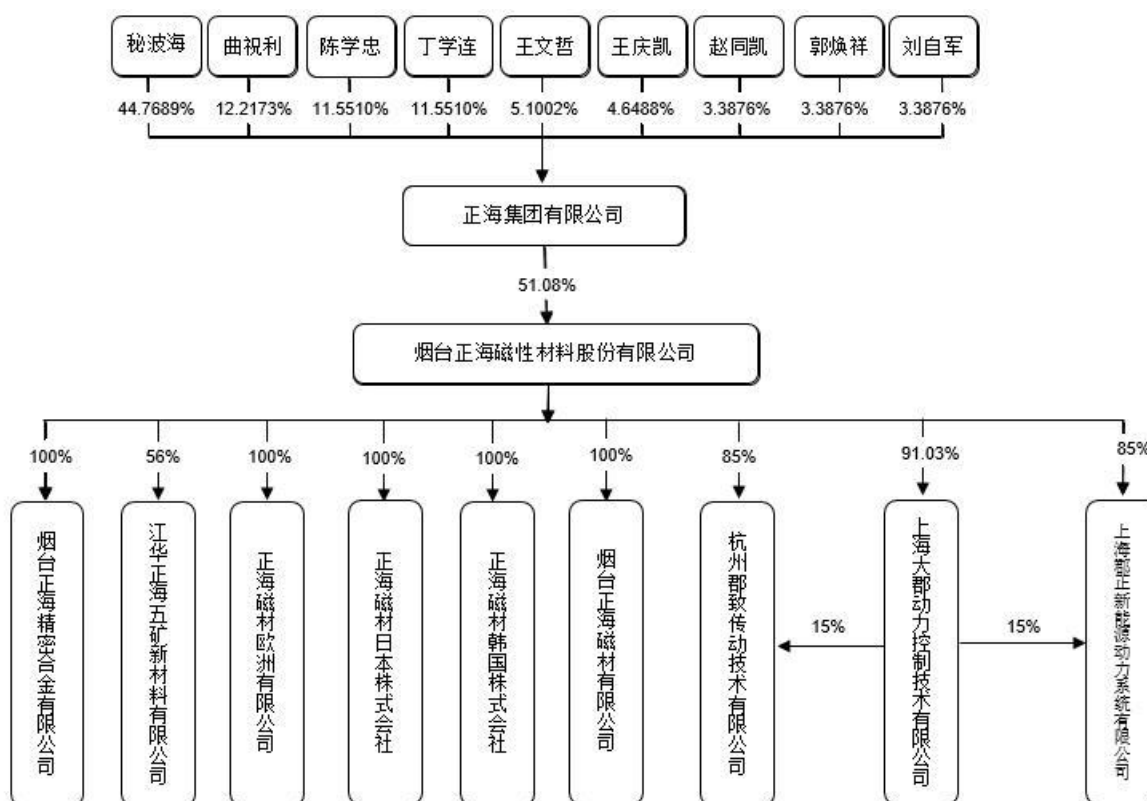 秘波海 曲祝利 陈学忠 丁学连 王文哲 王庆凯 赵同凯 郭焕祥 刘自军
44.7689% 12.2173% 11.5510% 11.5510% 5.1002% 4.6488% 3.3876% 3.3876% 3.3876%
正海集团有限公司
51.08%
烟台正海磁性材料股份有限公司
100% 56% 100% 100% 100% 100% 85% 91.03% 85%
烟台正海精密合金有限公司
江华正海五矿新材料有限公司
正海磁材欧洲有限公司
正海磁材日本株式会社
正海磁材韩国株式会社
烟台正海磁材有限公司
杭州郡致传动技术有限公司
15%
上海大郡动力控制技术有限公司
15%
上海郡正新能源动力系统有限公司